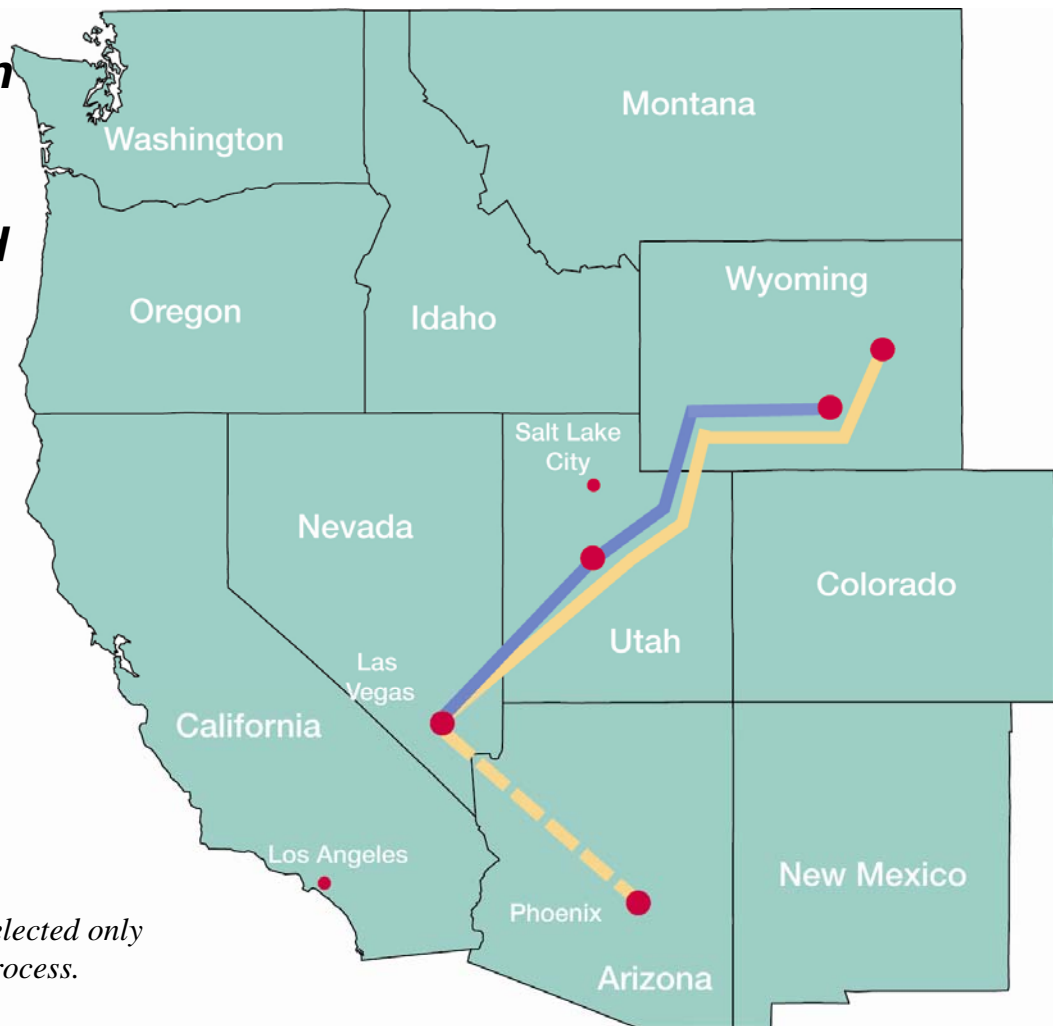 n
Montana
Washington
d
Wyoming
Oregon
Idaho
Salt Lake
City
Nevada
Colorado
Utah
Las
Vegas
California
Los Angeles
New Mexico
Phoenix
elected only
rocess.
Arizona